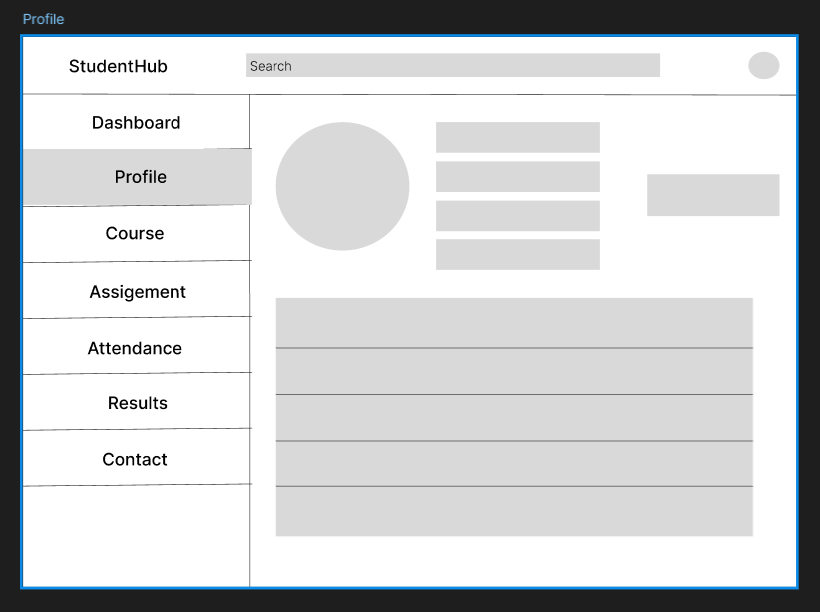 Profile
StudentHub
Search
Dashboard
Profile
Course
Assigement
Attendance
Results
Contact